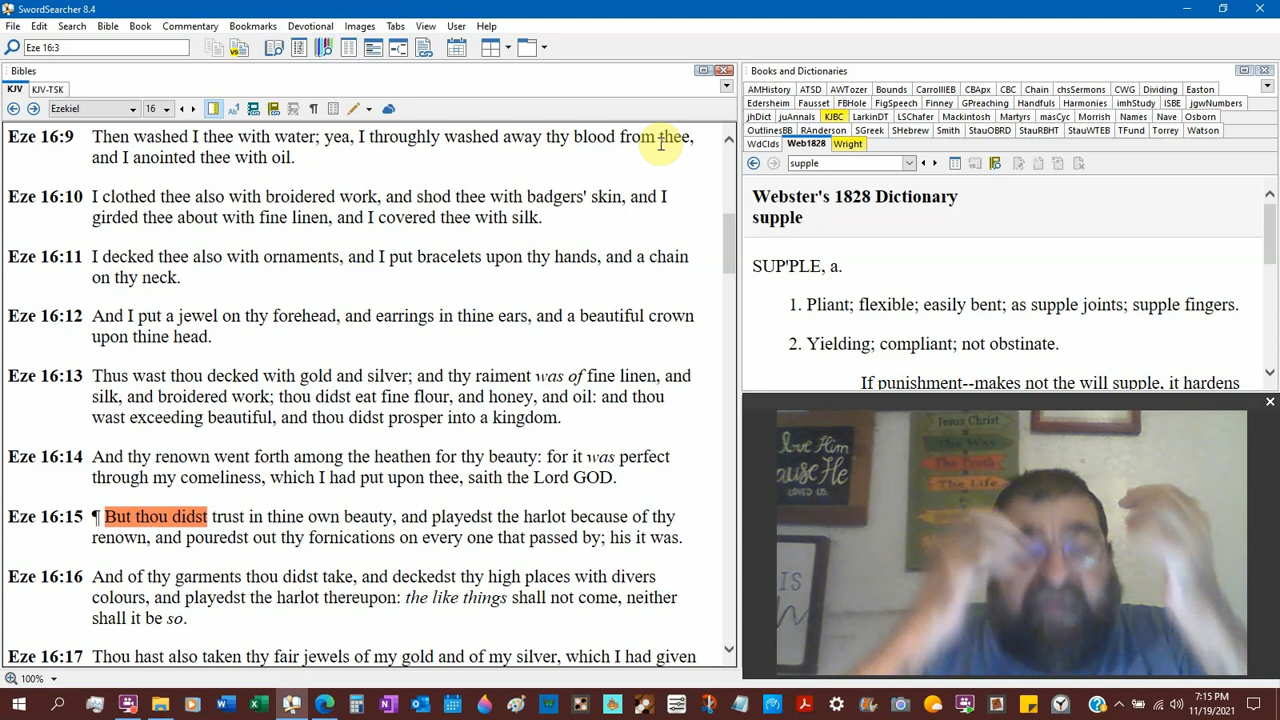 SwordSearcher 8.4
File Edit Search Bible Book Commentary Bookmarks Devotional Images Tabs View User Help
Eze 16:3
Bibles
KJV KJV-TSK
Ezekiel 16
Eze 16:9 Then washed I thee with water; yea, I throughly washed away thy blood from thee,
and I anointed thee with oil.
Eze 16:10 I clothed thee also with broidered work, and shod thee with badgers' skin, and I
girded thee about with fine linen, and I covered thee with silk.
Eze 16:11 I decked thee also with ornaments, and I put bracelets upon thy hands, and a chain
on thy neck.
Eze 16:12 And I put a jewel on thy forehead, and earrings in thine ears, and a beautiful crown
upon thine head.
Eze 16:13 Thus wast thou decked with gold and silver; and thy raiment was of fine linen, and
silk, and broidered work; thou didst eat fine flour, and honey, and oil: and thou
wast exceeding beautiful, and thou didst prosper into a kingdom.
Eze 16:14 And thy renown went forth among the heathen for thy beauty: for it was perfect
through my comeliness, which I had put upon thee, saith the Lord GOD.
Eze 16:15 ¶ But thou didst trust in thine own beauty, and playedst the harlot because of thy
renown, and pouredst out thy fornications on every one that passed by; his it was.
Eze 16:16 And of thy garments thou didst take, and deckedst thy high places with divers
colours, and playedst the harlot thereupon: the like things shall not come, neither
shall it be so.
Eze 16:17 Thou hast also taken thy fair jewels of my gold and of my silver, which I had given
100%
Books and Dictionaries
AMHistory ATSD AWTozer Bounds CarrollEB CBApx CBC Chain chsSermons CWG Dividing Easton
Edersheim Fausset FBHole FigSpeech Finney GPreaching Handfuls Harmonies imhStudy ISBE jgwNumbers
jhDict juAnnals KJBC LarkinDT LSChafer Mackintosh Martyrs masCyc Morrish Nave Osborn
OutlinesBB RAnderson SGreek SHebrew Smith StauOBRD StauRBHT StauWTEB TFund Torrey Watson
WdClds Web1828 Wright
supple
Webster's 1828 Dictionary
supple
SUP'PLE, a.
1. Pliant; flexible; easily bent; as supple joints; supple fingers.
2. Yielding; compliant; not obstinate.
If punishment--makes not the will supple, it hardens
love Him
cause He
LOVED US.
Jesus Christ
The Way
The Truth
The Life
IS
7:15 PM
11/19/2021